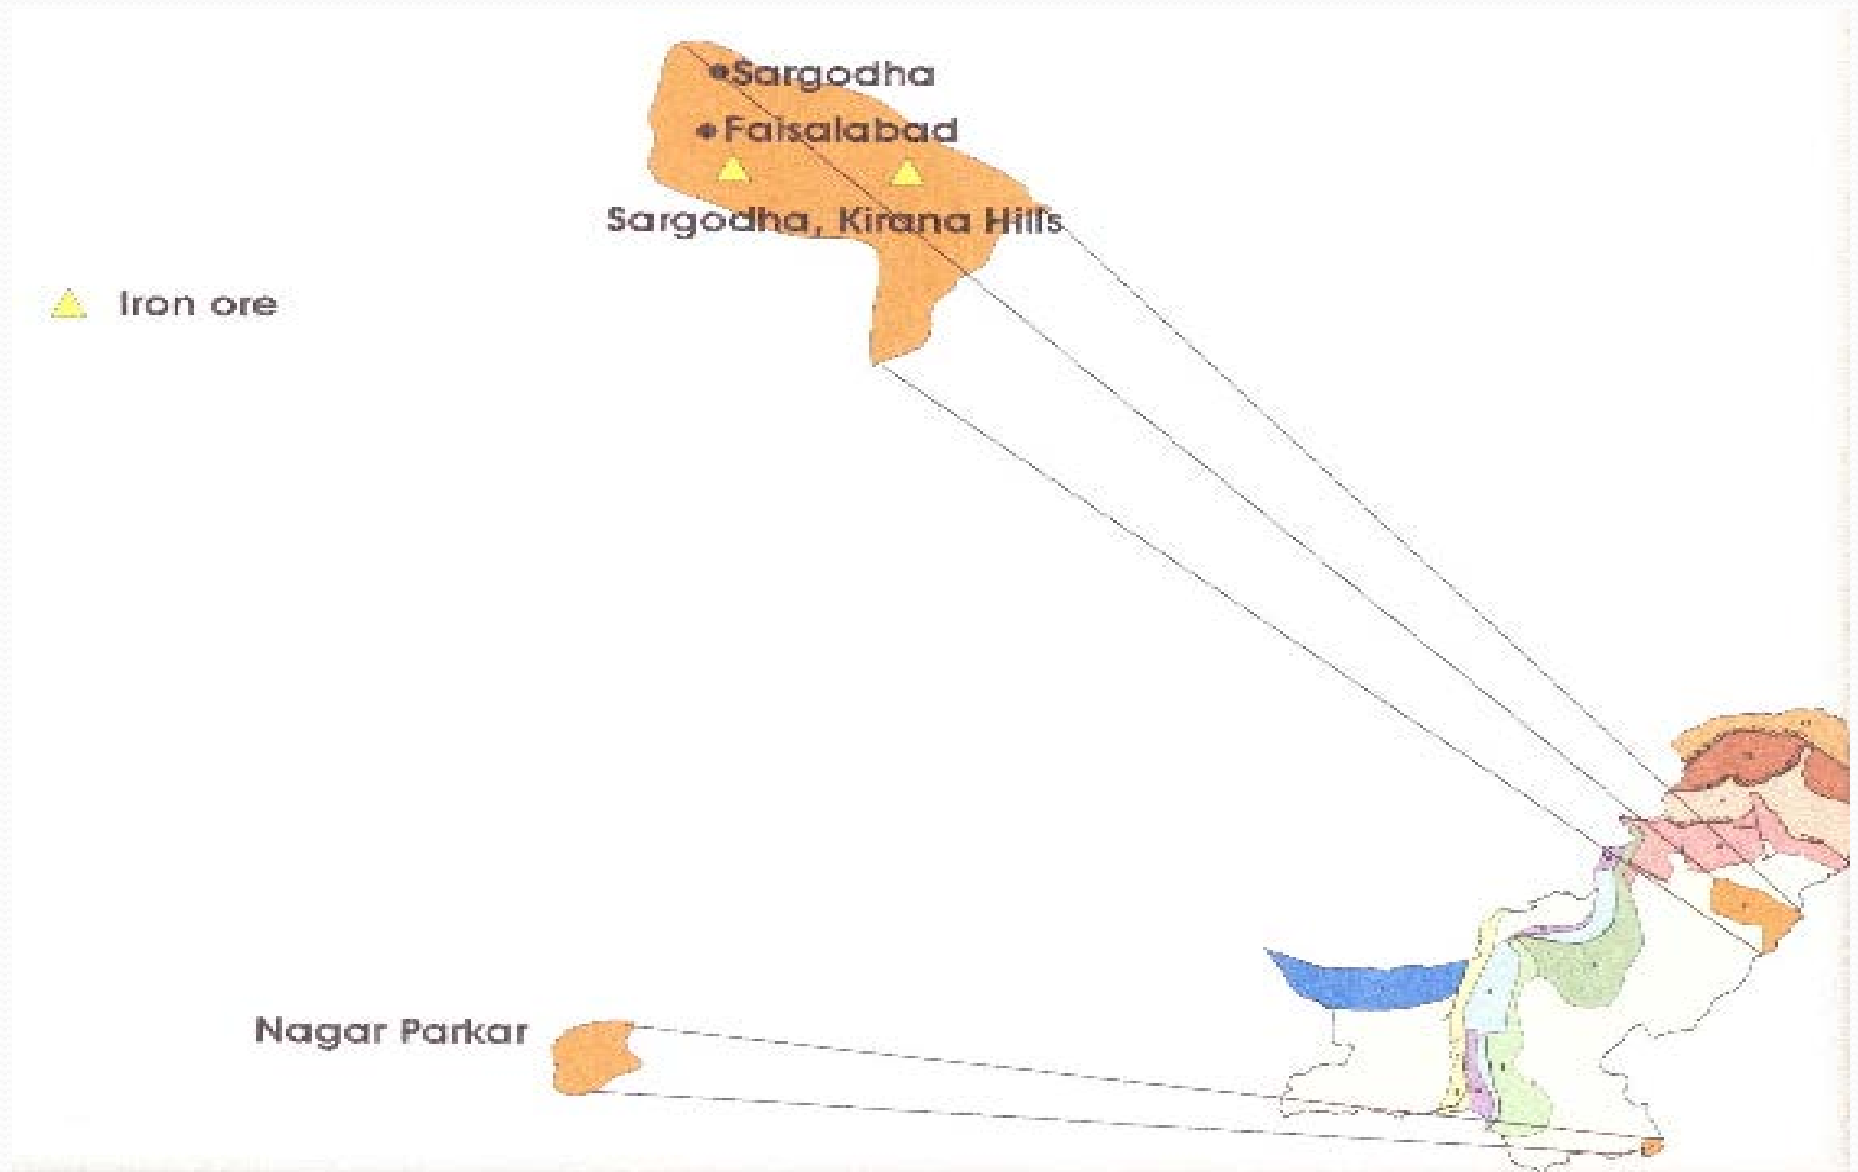 Sargodha
Faisalabad
Sargodha, Kirana Hills
Iron ore
Nagar Parkar